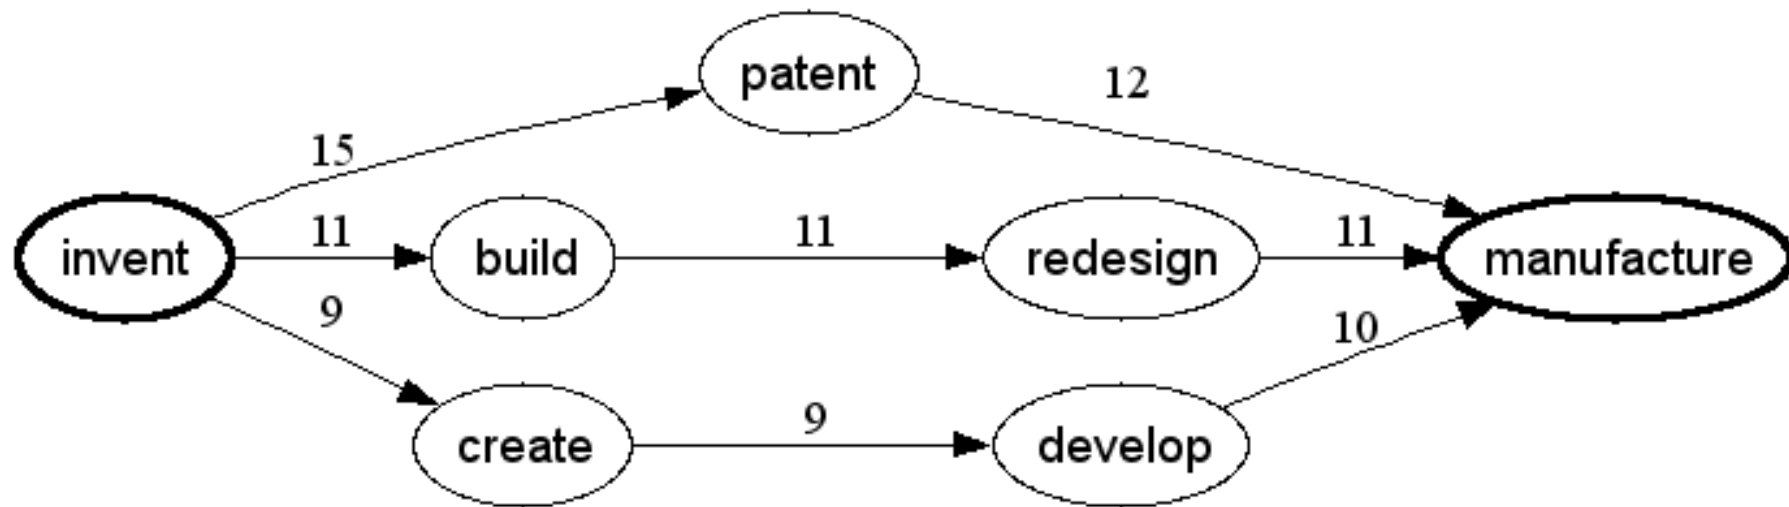 patent
12
15
invent
11
build
11
redesign
11
manufacture
9
10
create
9
develop